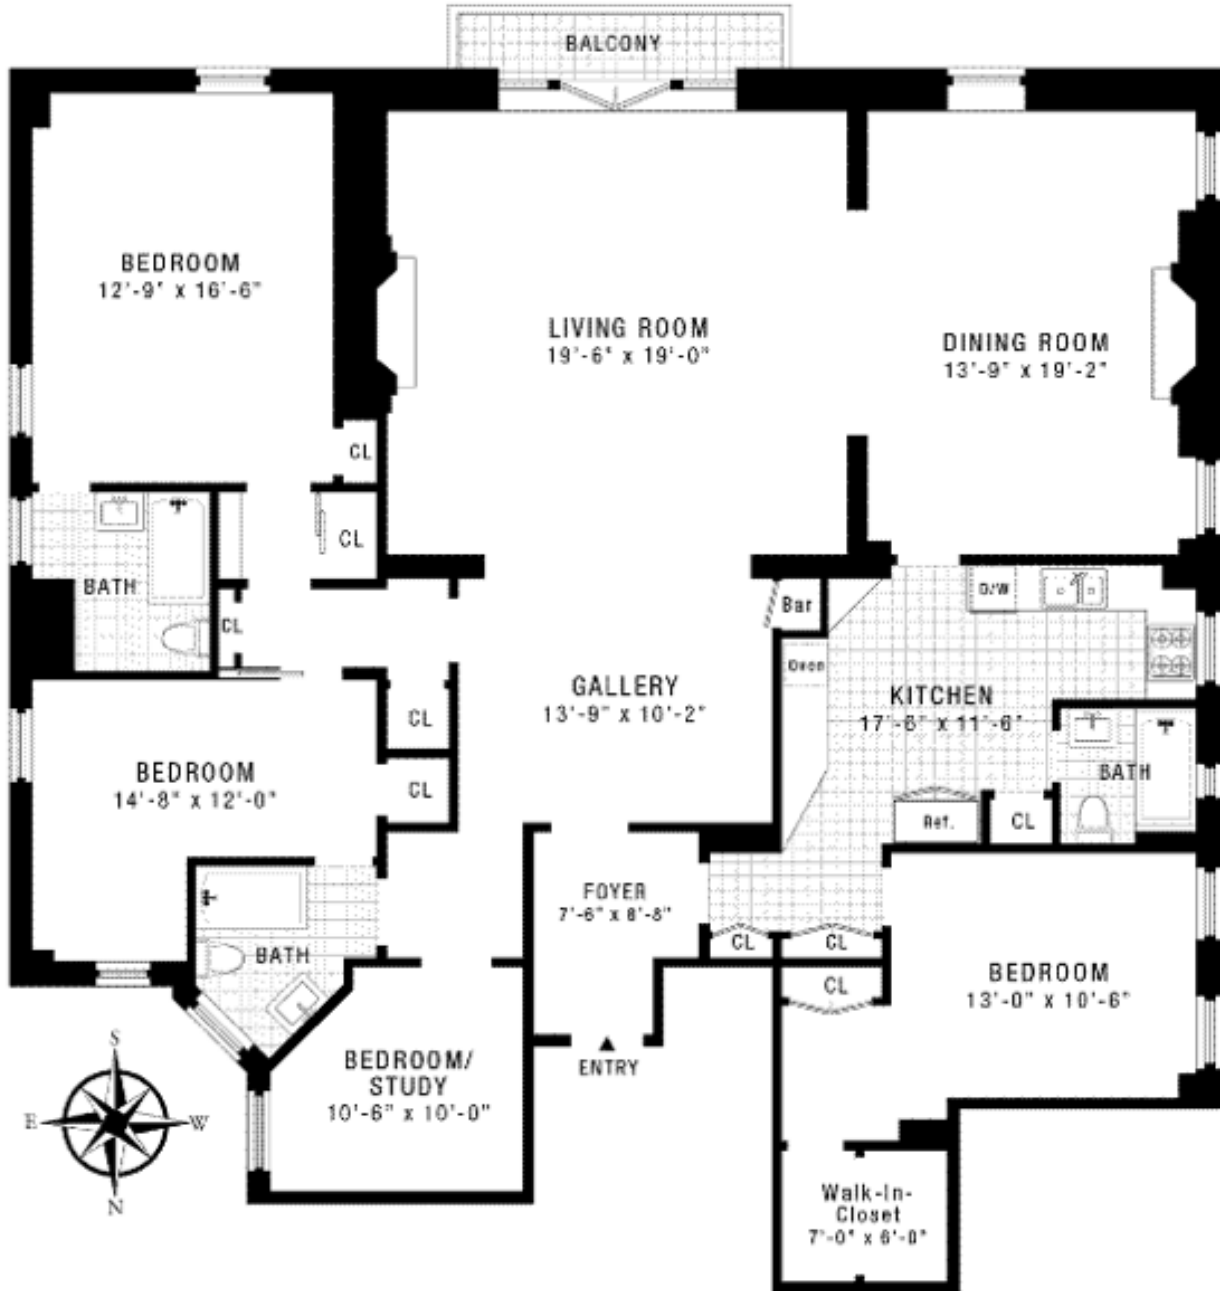 BALCONY
BEDROOM
12'-9" x 16'-6"
LIVING ROOM
19'-6" x 19'-0"
DINING ROOM
13'-9" x 19'-2"
CL
CL
BATH
CL
D/W
Bar
Oven
GALLERY
13'-9" x 10'-2"
KITCHEN
17'-6" x 11'-6"
CL
BEDROOM
14'-8" x 12'-0"
CL
BATH
Ref.
CL
FOYER
7'-6" x 8'-8"
BATH
CL
CL
CL
BEDROOM
13'-0" x 10'-6"
S
E
W
N
BEDROOM/
STUDY
10'-6" x 10'-0"
ENTRY
Walk-In-
Closet
7'-0" x 6'-0"